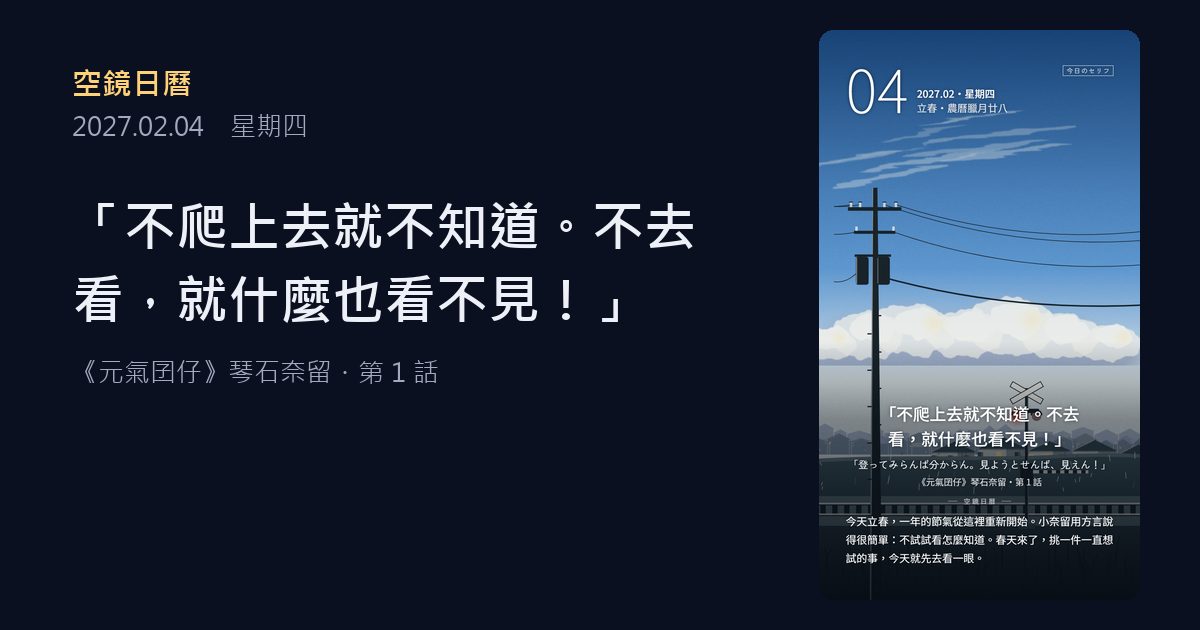 空鏡日曆
2027.02.04 星期四
「不爬上去就不知道。不去
看，就什麼也看不見！」
《元氣囝仔》琴石奈留・第 1 話
04
2027.02・星期四
立春・農曆臘月廿八
今日のセリフ
「不爬上去就不知道。不去
看，就什麼也看不見！」
「登ってみらんば分からん。見ようとせんば、見えん！」
《元氣囝仔》琴石奈留・第 1 話
空鏡日曆
今天立春，一年的節氣從這裡重新開始。小奈留用方言說
得很簡單：不試試看怎麼知道。春天來了，挑一件一直想
試的事，今天就先去看一眼。